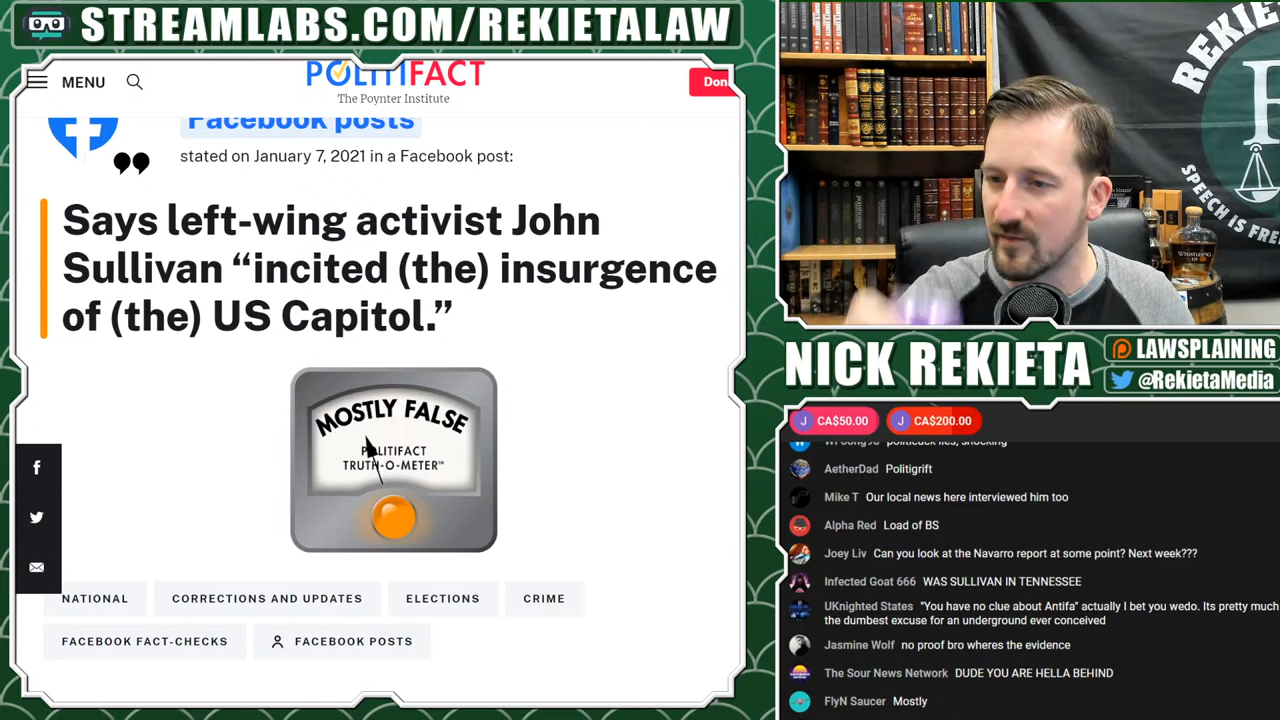 STREAMLABS.COM/REKIETALAW
MENU
POLITIFACT
The Poynter Institute
Facebook posts
stated on January 7, 2021 in a Facebook post:
Says left-wing activist John
Sullivan “incited (the) insurgence
of (the) US Capitol.”
MOSTLY FALSE
POLITIFACT
TRUTH-O-METER™
NATIONAL
CORRECTIONS AND UPDATES
ELECTIONS
CRIME
FACEBOOK FACT-CHECKS
FACEBOOK POSTS
SPEECH IS
NICK REKIETA
LAWSPLAINING
@RekietaMedia
J CA$50.00
J CA$200.00
AetherDad Politigrift
Mike T Our local news here interviewed him too
Alpha Red Load of BS
Joey Liv Can you look at the Navarro report at some point? Next week???
Infected Goat 666 WAS SULLIVAN IN TENNESSEE
UKnighted States "You have no clue about Antifa" actually I bet you wedo. Its pretty much
the dumbest excuse for an underground ever conceived
Jasmine Wolf no proof bro wheres the evidence
The Sour News Network DUDE YOU ARE HELLA BEHIND
FlyN Saucer Mostly